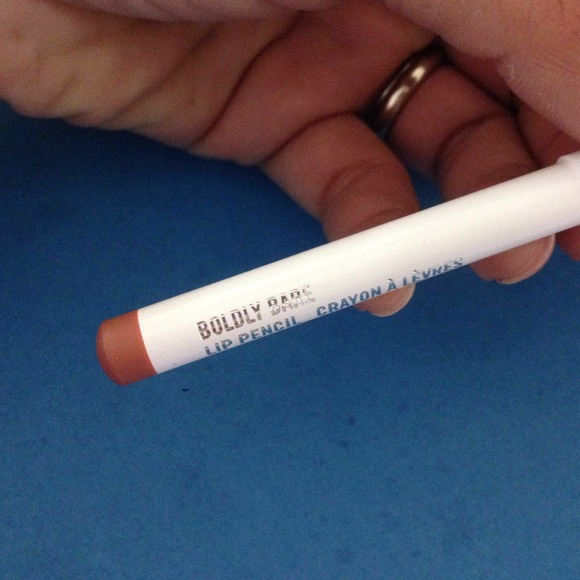 BOLDLY BARE
LIP PENCIL CRAYON À LÈVRES